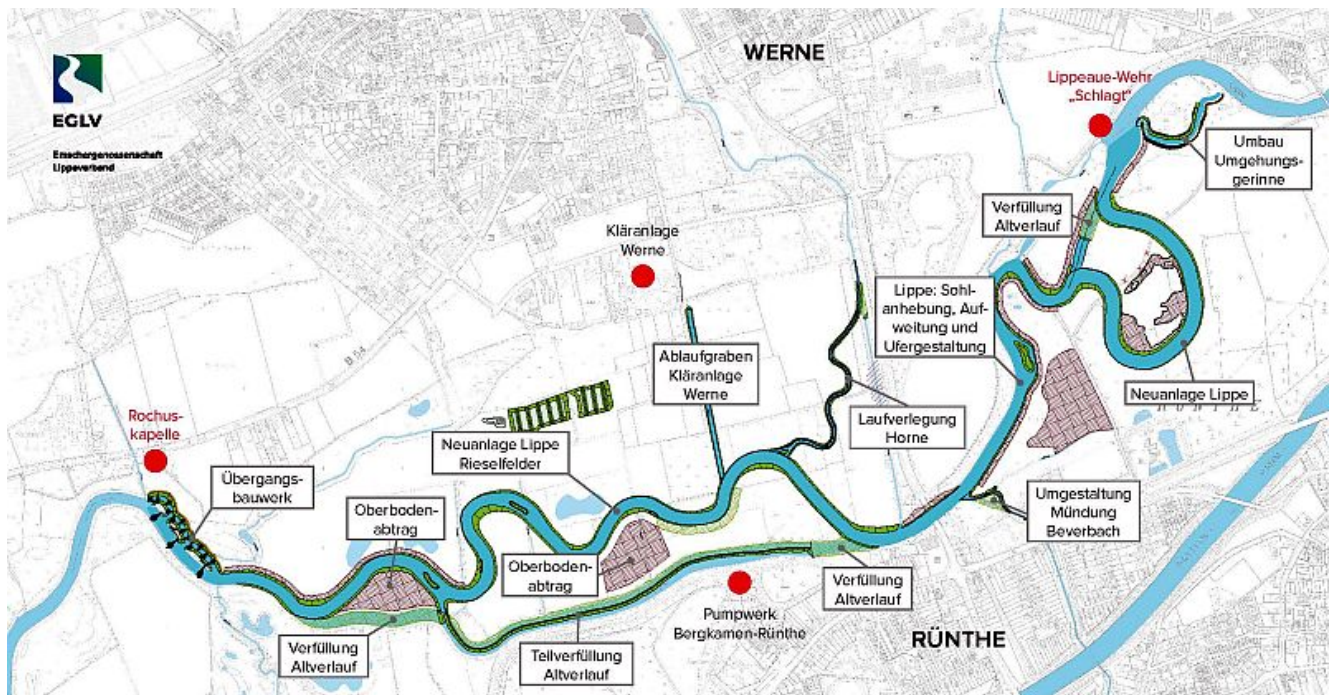 EGLV
Emschergenossenschaft
Lippeverband
WERNE
Lippeaue-Wehr
„Schlagt“
Umbau
Umgehungs-
gerinne
Verfüllung
Altverlauf
Kläranlage
Werne
Lippe: Sohl-
anhebung, Auf-
weitung und
Ufergestaltung
B 54
Ablaufgraben
Kläranlage
Werne
Neuanlage Lippe
Laufverlegung
Horne
Rochus-
kapelle
Neuanlage Lippe
Rieselfelder
Übergangs-
bauwerk
Oberboden-
abtrag
Umgestaltung
Mündung
Beverbach
Oberboden-
abtrag
Verfüllung
Altverlauf
Pumpwerk
Bergkamen-Rünthe
RÜNTHE
Verfüllung
Altverlauf
Teilverfüllung
Altverlauf